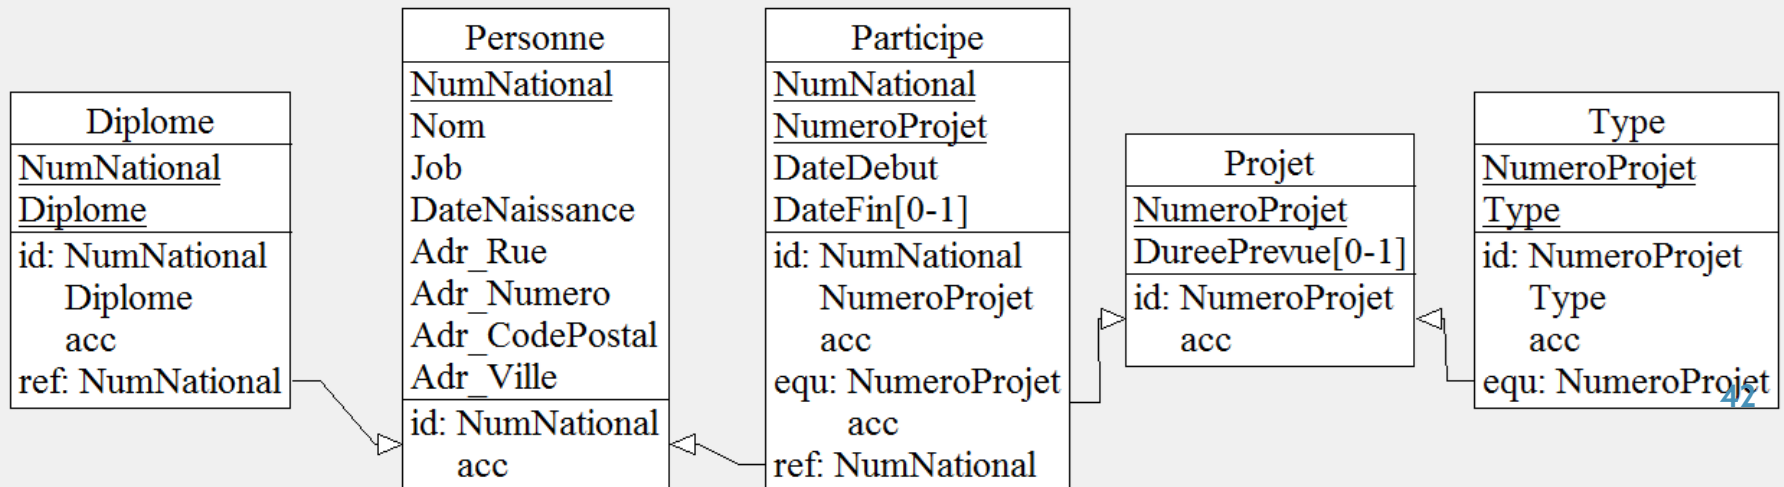 Diplome
NumNational
Diplome
id: NumNational
Diplome
acc
ref: NumNational
Personne
NumNational
Nom
Job
DateNaissance
Adr_Rue
Adr_Numero
Adr_CodePostal
Adr_Ville
id: NumNational
acc
Participe
NumNational
NumeroProjet
DateDebut
DateFin[0-1]
id: NumNational
NumeroProjet
acc
equ: NumeroProjet
acc
ref: NumNational
Projet
NumeroProjet
DureePrevue[0-1]
id: NumeroProjet
acc
Type
NumeroProjet
Type
id: NumeroProjet
Type
acc
equ: NumeroProjet
42